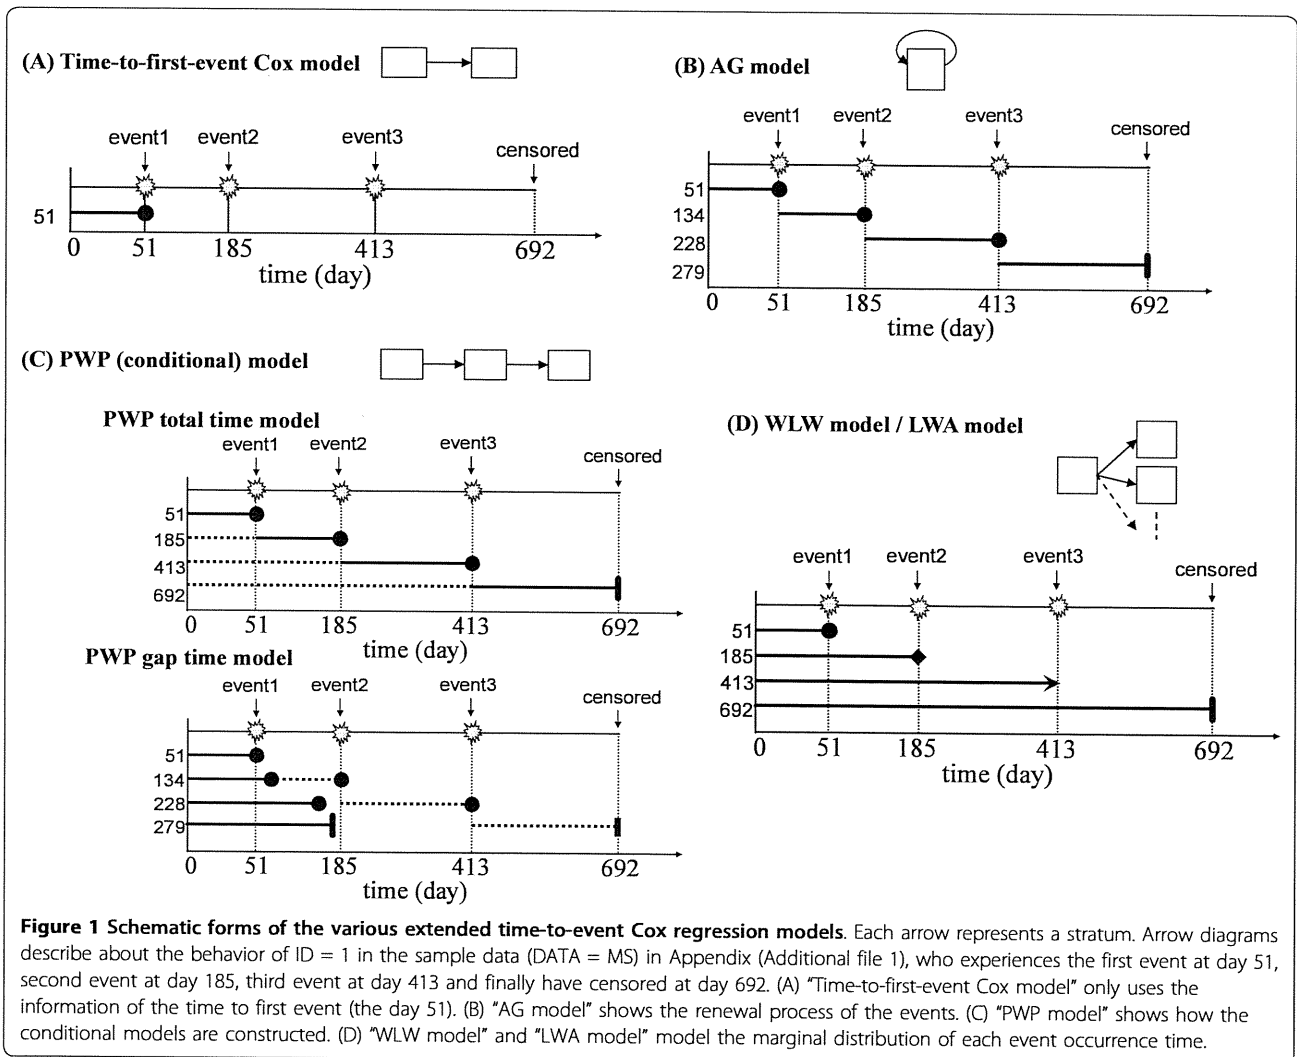 (A) Time-to-first-event Cox model
event1 event2 event3 censored
51
0 51 185 413 692
time (day)
(B) AG model
event1 event2 event3 censored
51
134
228
279
0 51 185 413 692
time (day)
(C) PWP (conditional) model
PWP total time model
event1 event2 event3 censored
51
185
413
692
0 51 185 413 692
time (day)
PWP gap time model
event1 event2 event3 censored
51
134
228
279
0 51 185 413 692
time (day)
(D) WLW model / LWA model
event1 event2 event3 censored
51
185
413
692
0 51 185 413 692
time (day)
Figure 1 Schematic forms of the various extended time-to-event Cox regression models. Each arrow represents a stratum. Arrow diagrams
describe about the behavior of ID = 1 in the sample data (DATA = MS) in Appendix (Additional file 1), who experiences the first event at day 51,
second event at day 185, third event at day 413 and finally have censored at day 692. (A) "Time-to-first-event Cox model" only uses the
information of the time to first event (the day 51). (B) "AG model" shows the renewal process of the events. (C) "PWP model" shows how the
conditional models are constructed. (D) "WLW model" and "LWA model" model the marginal distribution of each event occurrence time.